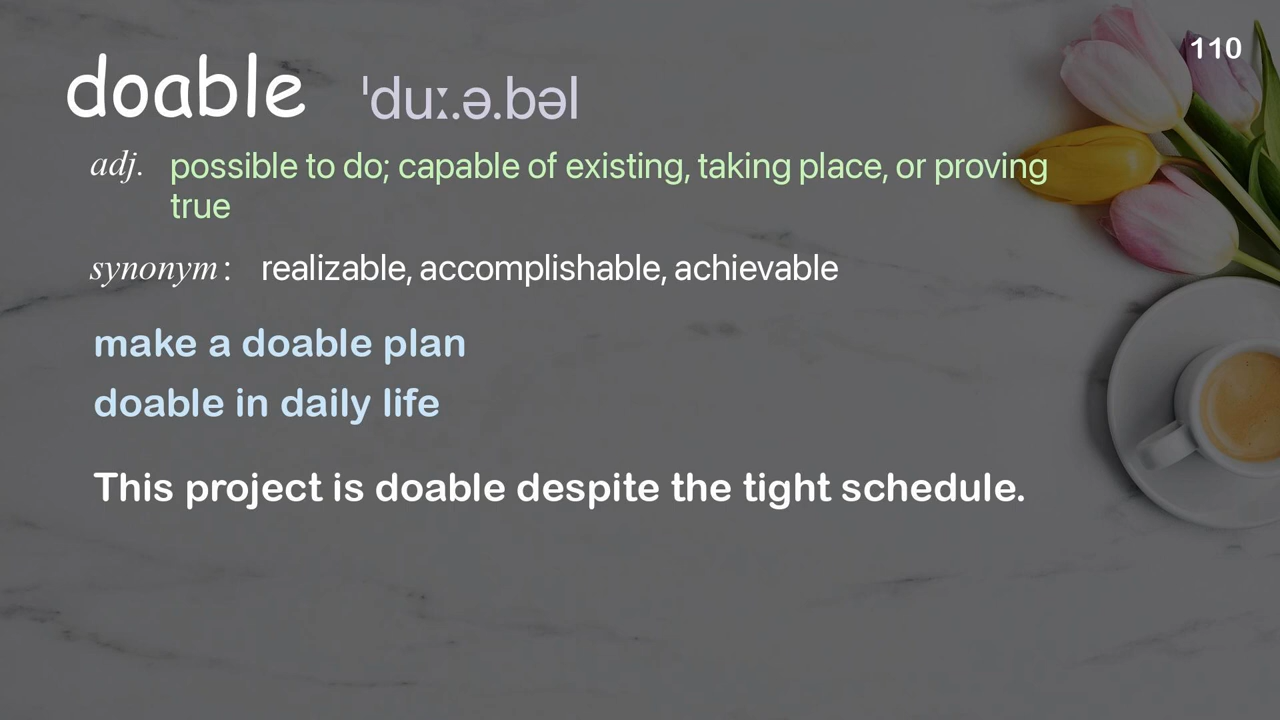 110
doable ˈduː.ə.bəl
adj. possible to do; capable of existing, taking place, or proving
true
synonym: realizable, accomplishable, achievable
make a doable plan
doable in daily life
This project is doable despite the tight schedule.